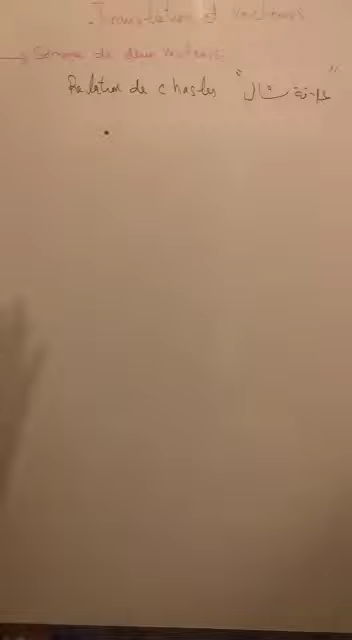 Translation et vecteurs
Somme de deux vecteurs
Relation de chasles "علاقة شال"